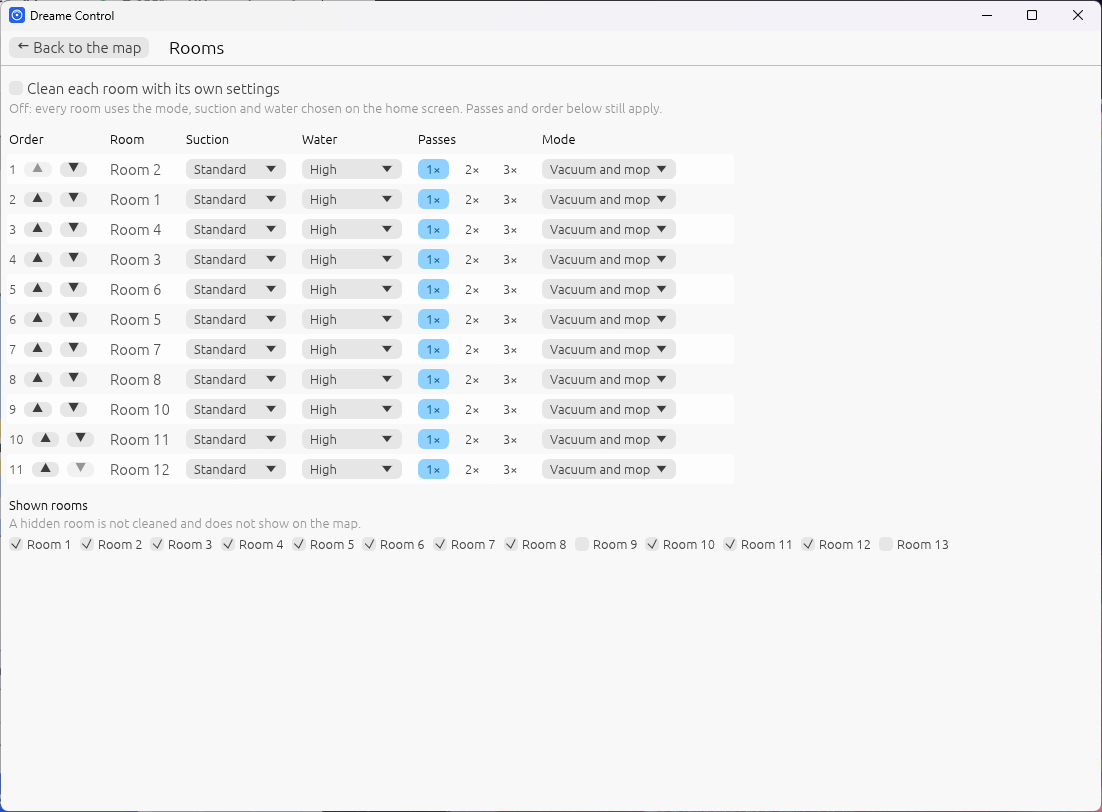 Dreame Control
← Back to the map Rooms
Clean each room with its own settings
Off: every room uses the mode, suction and water chosen on the home screen. Passes and order below still apply.
Order Room Suction Water Passes Mode
1 ▲ ▼ Room 2 Standard ▼ High ▼ 1× 2× 3× Vacuum and mop ▼
2 ▲ ▼ Room 1 Standard ▼ High ▼ 1× 2× 3× Vacuum and mop ▼
3 ▲ ▼ Room 4 Standard ▼ High ▼ 1× 2× 3× Vacuum and mop ▼
4 ▲ ▼ Room 3 Standard ▼ High ▼ 1× 2× 3× Vacuum and mop ▼
5 ▲ ▼ Room 6 Standard ▼ High ▼ 1× 2× 3× Vacuum and mop ▼
6 ▲ ▼ Room 5 Standard ▼ High ▼ 1× 2× 3× Vacuum and mop ▼
7 ▲ ▼ Room 7 Standard ▼ High ▼ 1× 2× 3× Vacuum and mop ▼
8 ▲ ▼ Room 8 Standard ▼ High ▼ 1× 2× 3× Vacuum and mop ▼
9 ▲ ▼ Room 10 Standard ▼ High ▼ 1× 2× 3× Vacuum and mop ▼
10 ▲ ▼ Room 11 Standard ▼ High ▼ 1× 2× 3× Vacuum and mop ▼
11 ▲ ▼ Room 12 Standard ▼ High ▼ 1× 2× 3× Vacuum and mop ▼
Shown rooms
A hidden room is not cleaned and does not show on the map.
✓ Room 1 ✓ Room 2 ✓ Room 3 ✓ Room 4 ✓ Room 5 ✓ Room 6 ✓ Room 7 ✓ Room 8 Room 9 ✓ Room 10 ✓ Room 11 ✓ Room 12 Room 13